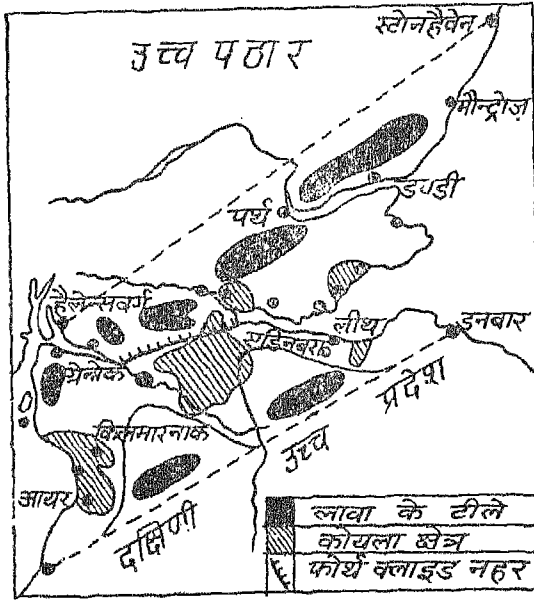 स्टोनहैवेन
उच्च पठार
मौन्ट्रोज़
डण्डी
पर्थ
हैलेन्सबर्ग
लीथ
डनबार
एडिनबरा
ग्रेनोक
प्रदेश
किलमारनाक
उच्च
आयर
दक्षिणी
लावा के टीले
कोयला क्षेत्र
फोर्थ क्लाइड नहर